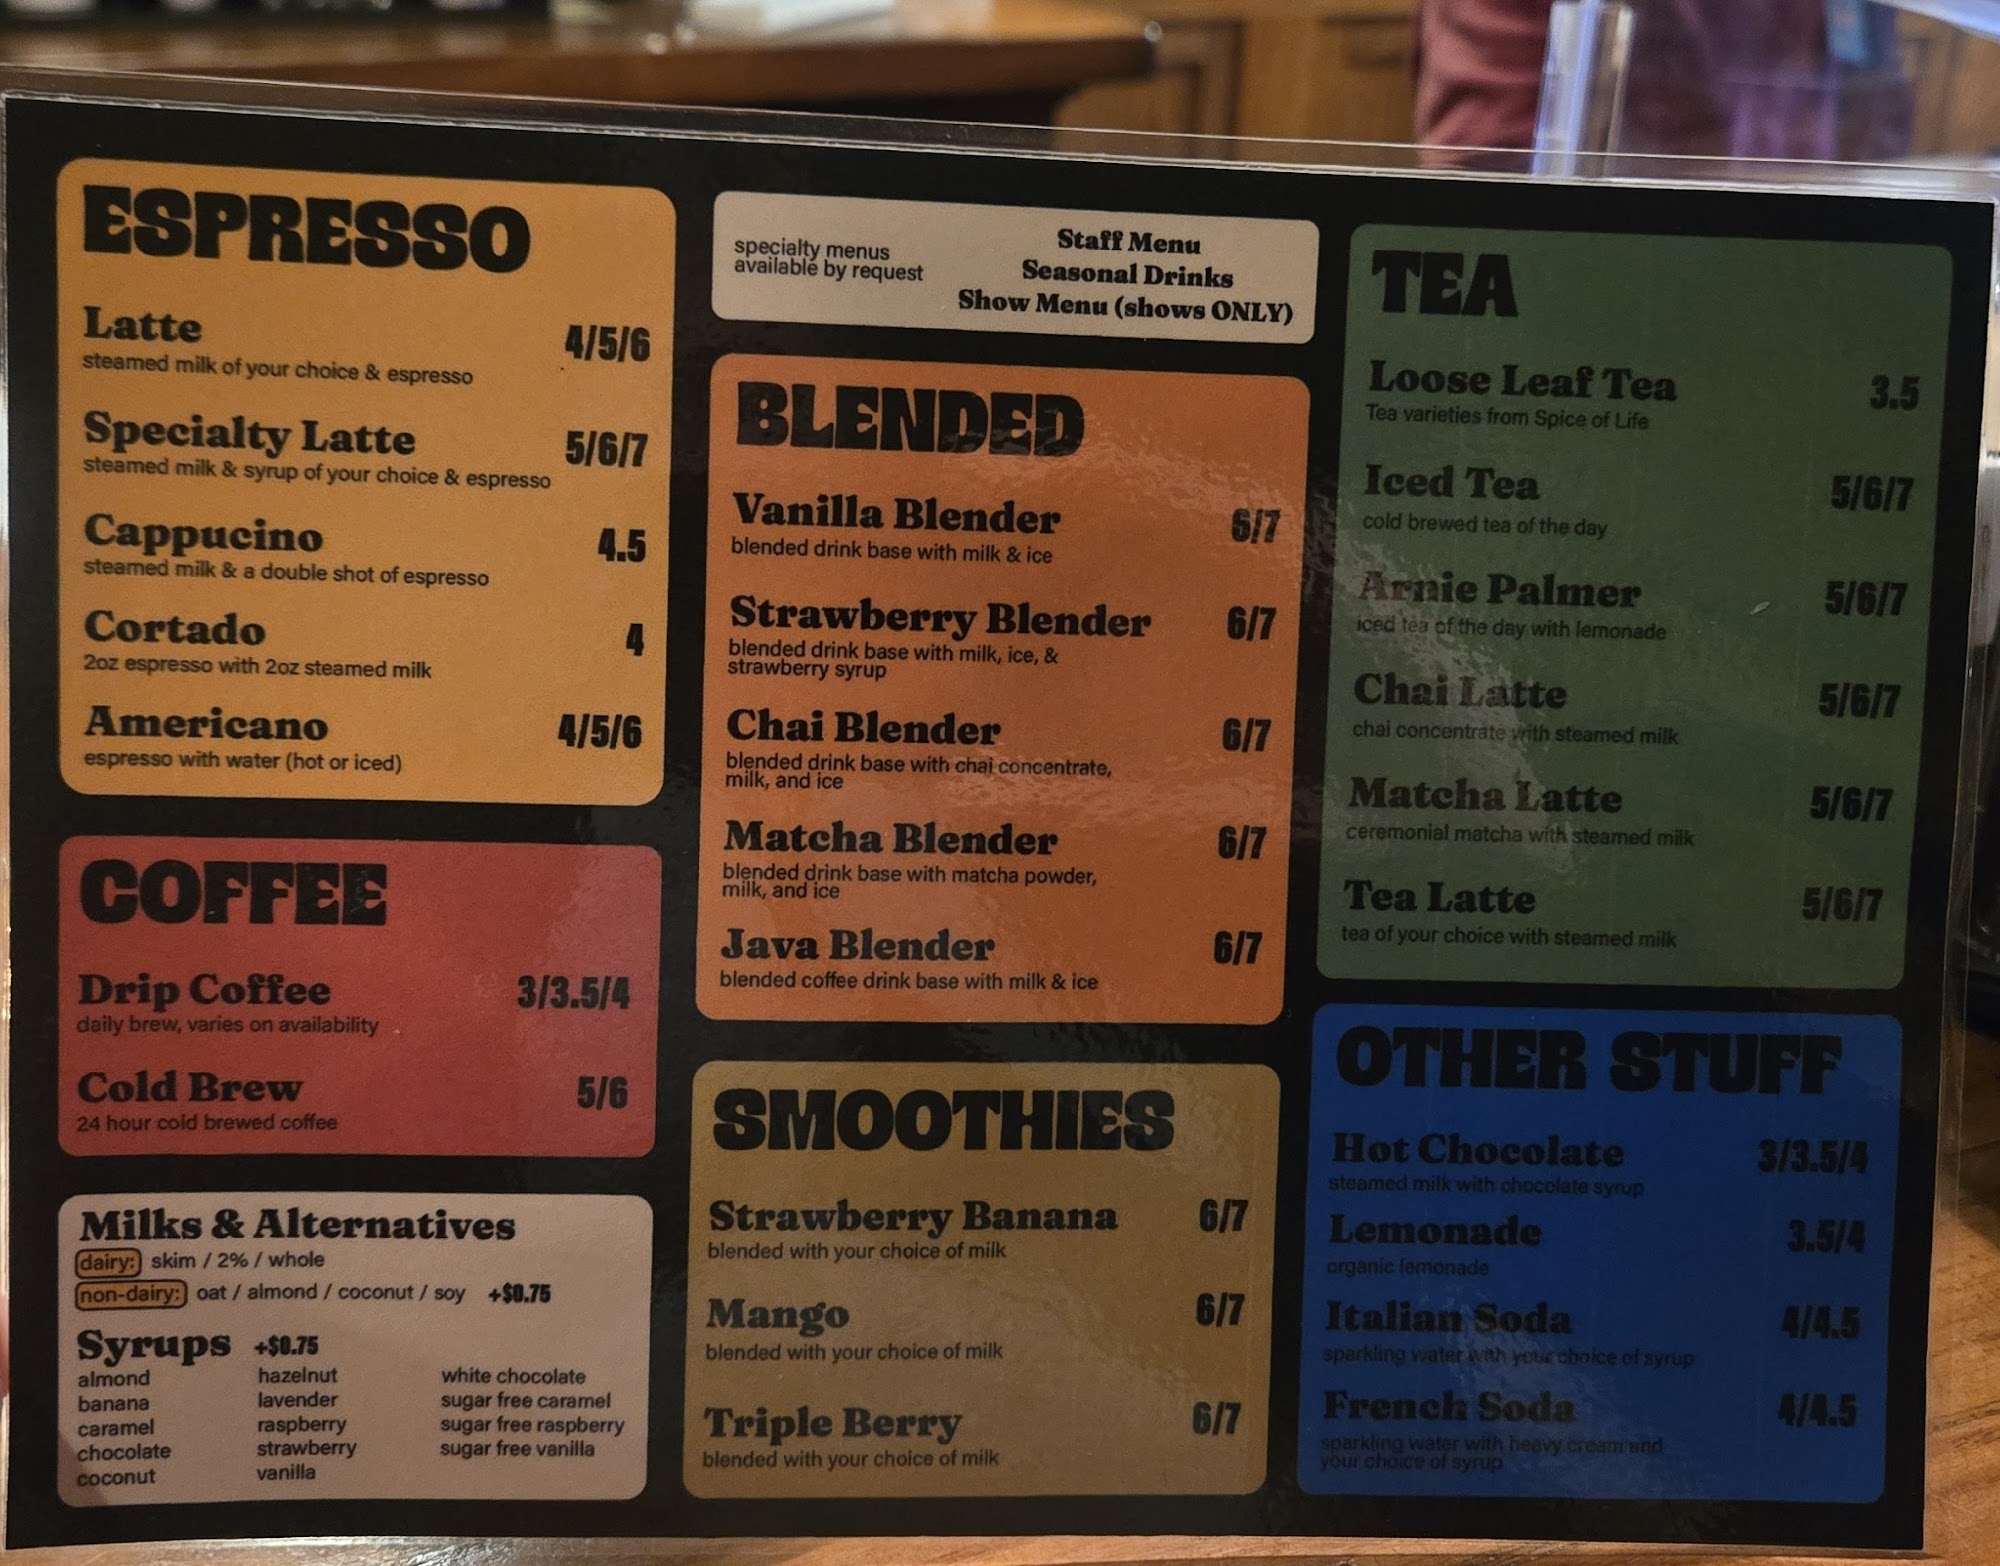 ESPRESSO
Latte 4/5/6
steamed milk of your choice & espresso
Specialty Latte 5/6/7
steamed milk & syrup of your choice & espresso
Cappucino 4.5
steamed milk & a double shot of espresso
Cortado 4
2oz espresso with 2oz steamed milk
Americano 4/5/6
espresso with water (hot or iced)
COFFEE
Drip Coffee 3/3.5/4
daily brew, varies on availability
Cold Brew 5/6
24 hour cold brewed coffee
Milks & Alternatives
dairy: skim / 2% / whole
non-dairy: oat / almond / coconut / soy +$0.75
Syrups +$0.75
almond hazelnut white chocolate
banana lavender sugar free caramel
caramel raspberry sugar free raspberry
chocolate strawberry sugar free vanilla
coconut vanilla
specialty menus
available by request
Staff Menu
Seasonal Drinks
Show Menu (shows ONLY)
BLENDED
Vanilla Blender 6/7
blended drink base with milk & ice
Strawberry Blender 6/7
blended drink base with milk, ice, &
strawberry syrup
Chai Blender 6/7
blended drink base with chai concentrate,
milk, and ice
Matcha Blender 6/7
blended drink base with matcha powder,
milk, and ice
Java Blender 6/7
blended coffee drink base with milk & ice
SMOOTHIES
Strawberry Banana 6/7
blended with your choice of milk
Mango 6/7
blended with your choice of milk
Triple Berry 6/7
blended with your choice of milk
TEA
Loose Leaf Tea 3.5
Tea varieties from Spice of Life
Iced Tea 5/6/7
cold brewed tea of the day
Arnie Palmer 5/6/7
iced tea of the day with lemonade
Chai Latte 5/6/7
chai concentrate with steamed milk
Matcha Latte 5/6/7
ceremonial matcha with steamed milk
Tea Latte 5/6/7
tea of your choice with steamed milk
OTHER STUFF
Hot Chocolate 3/3.5/4
steamed milk with chocolate syrup
Lemonade 3.5/4
organic lemonade
Italian Soda 4/4.5
sparkling water with your choice of syrup
French Soda 4/4.5
sparkling water with heavy cream and
your choice of syrup